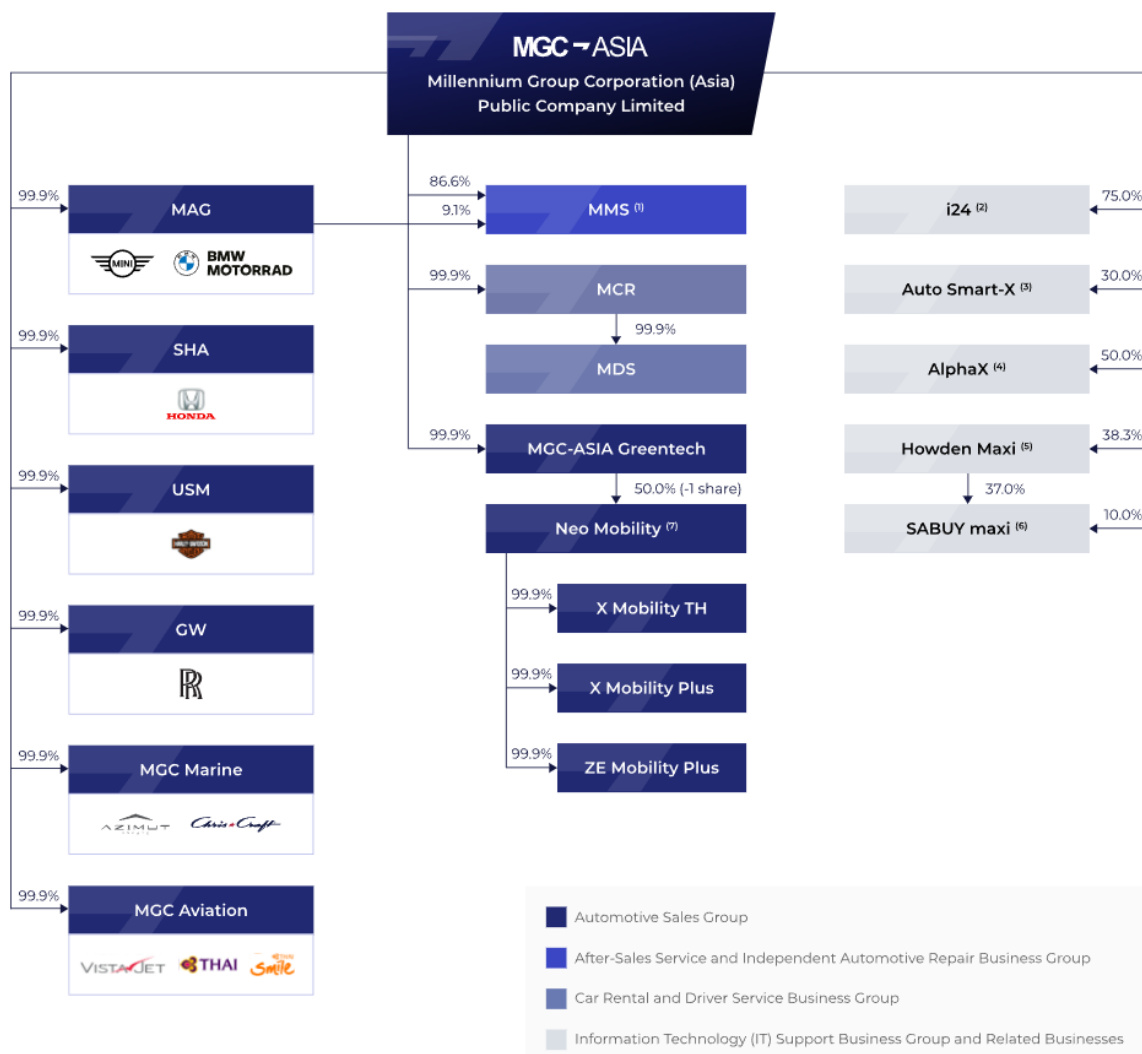 MGC-ASIA
Millennium Group Corporation (Asia)
Public Company Limited
99.9%
MAG
MINI
BMW
MOTORRAD
99.9%
SHA
HONDA
99.9%
USM
HARLEY-DAVIDSON
99.9%
GW
RR
99.9%
MGC Marine
AZIMUT
YACHTS
Chris★Craft
99.9%
MGC Aviation
VISTAJET
THAI
THAI
Smile
86.6%
9.1%
MMS (1)
99.9%
MCR
99.9%
MDS
99.9%
MGC-ASIA Greentech
50.0% (-1 share)
Neo Mobility (7)
99.9%
X Mobility TH
99.9%
X Mobility Plus
99.9%
ZE Mobility Plus
i24 (2)
75.0%
Auto Smart-X (3)
30.0%
AlphaX (4)
50.0%
Howden Maxi (5)
38.3%
37.0%
SABUY maxi (6)
10.0%
Automotive Sales Group
After-Sales Service and Independent Automotive Repair Business Group
Car Rental and Driver Service Business Group
Information Technology (IT) Support Business Group and Related Businesses